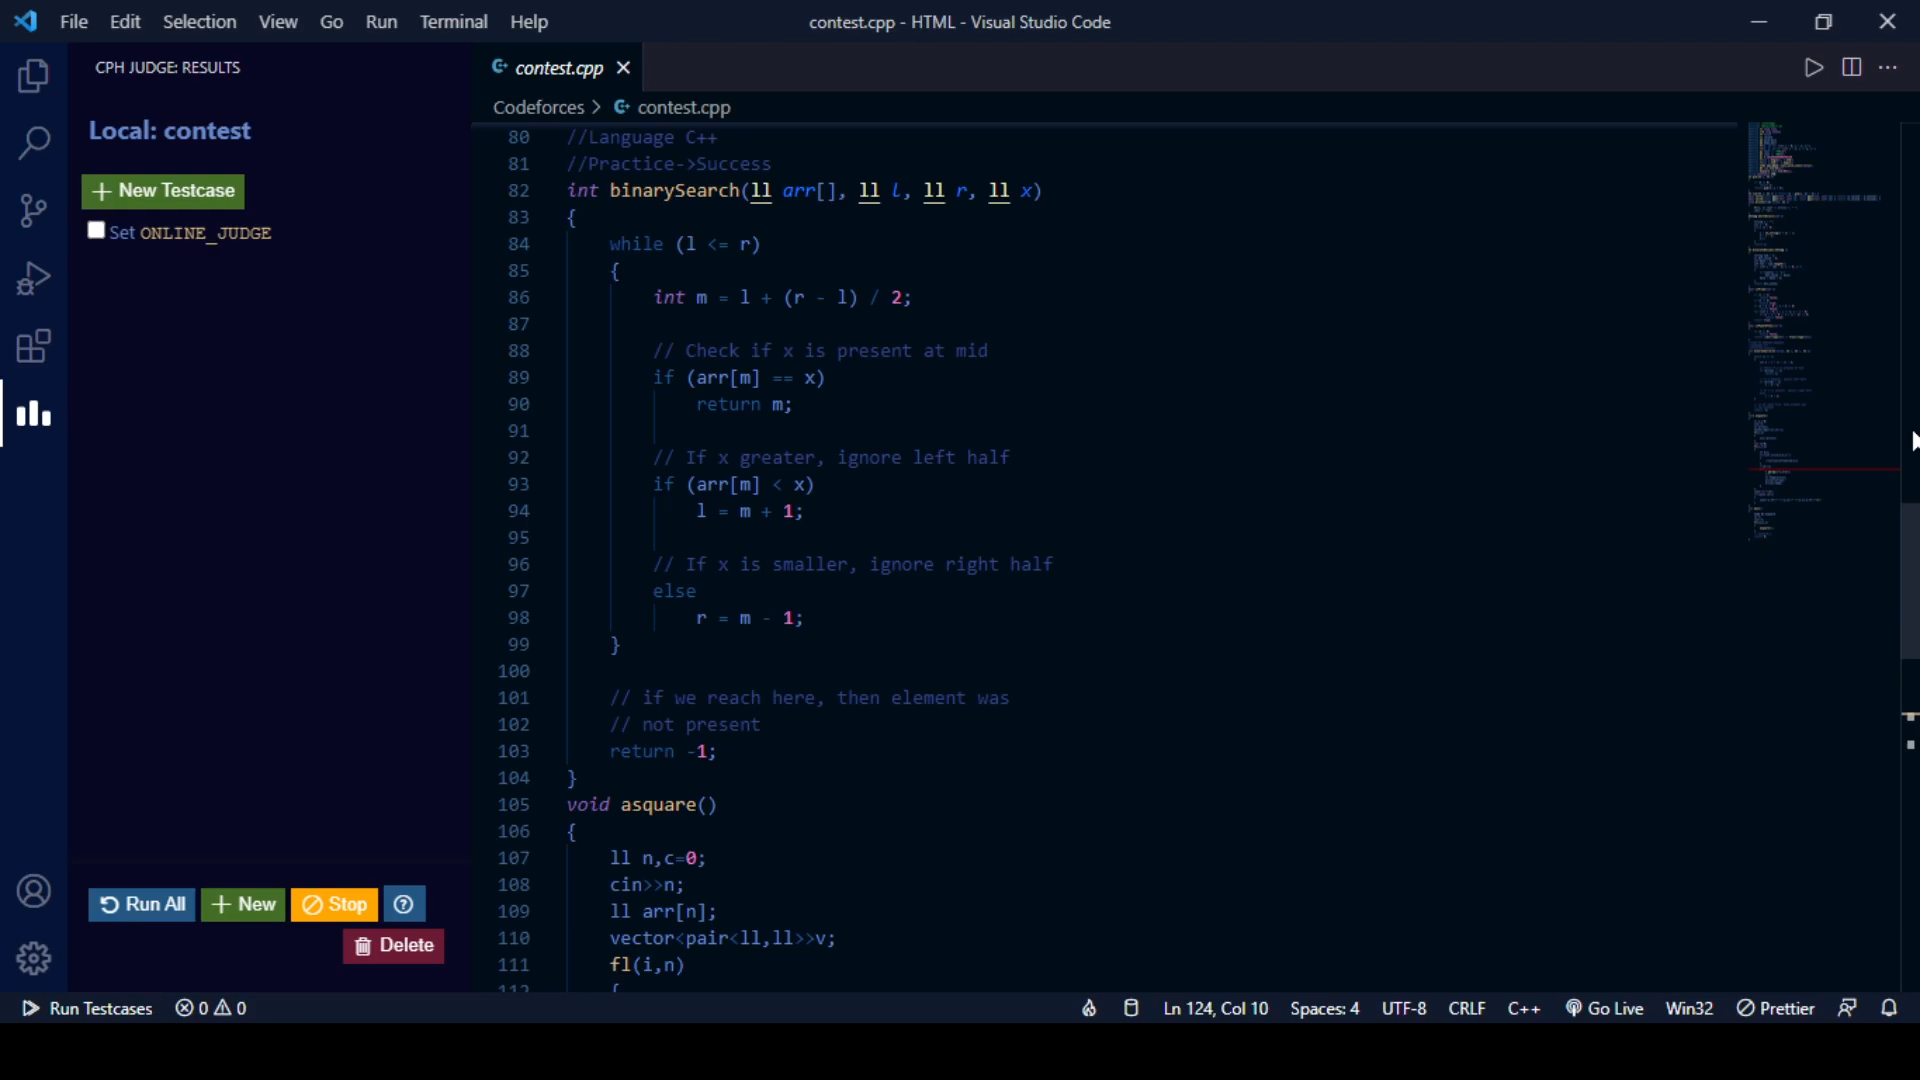 File Edit Selection View Go Run Terminal Help
contest.cpp - HTML - Visual Studio Code
CPH JUDGE: RESULTS
Local: contest
New Testcase
Set ONLINE_JUDGE
Run All
New
Stop
Delete
contest.cpp
Codeforces > contest.cpp
80 //Language C++
81 //Practice->Success
82 int binarySearch(ll arr[], ll l, ll r, ll x)
83 {
84 while (l <= r)
85 {
86 int m = l + (r - l) / 2;
87
88 // Check if x is present at mid
89 if (arr[m] == x)
90 return m;
91
92 // If x greater, ignore left half
93 if (arr[m] < x)
94 l = m + 1;
95
96 // If x is smaller, ignore right half
97 else
98 r = m - 1;
99 }
100
101 // if we reach here, then element was
102 // not present
103 return -1;
104 }
105 void asquare()
106 {
107 ll n,c=0;
108 cin>>n;
109 ll arr[n];
110 vector<pair<ll,ll>>v;
111 fl(i,n)
112 {
Run Testcases 0 0 Ln 124, Col 10 Spaces: 4 UTF-8 CRLF C++ Go Live Win32 Prettier